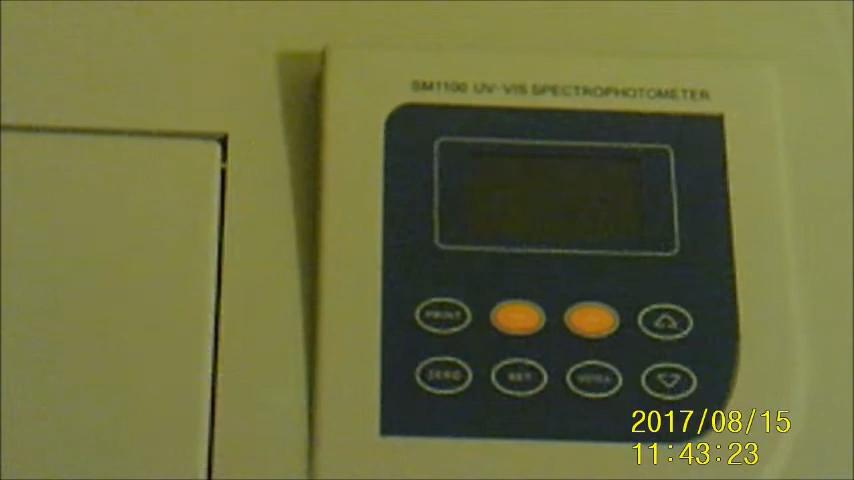 SM1100 UV-VIS SPECTROPHOTOMETER
PRINT
ZERO
SET
2017/08/15
11:43:23